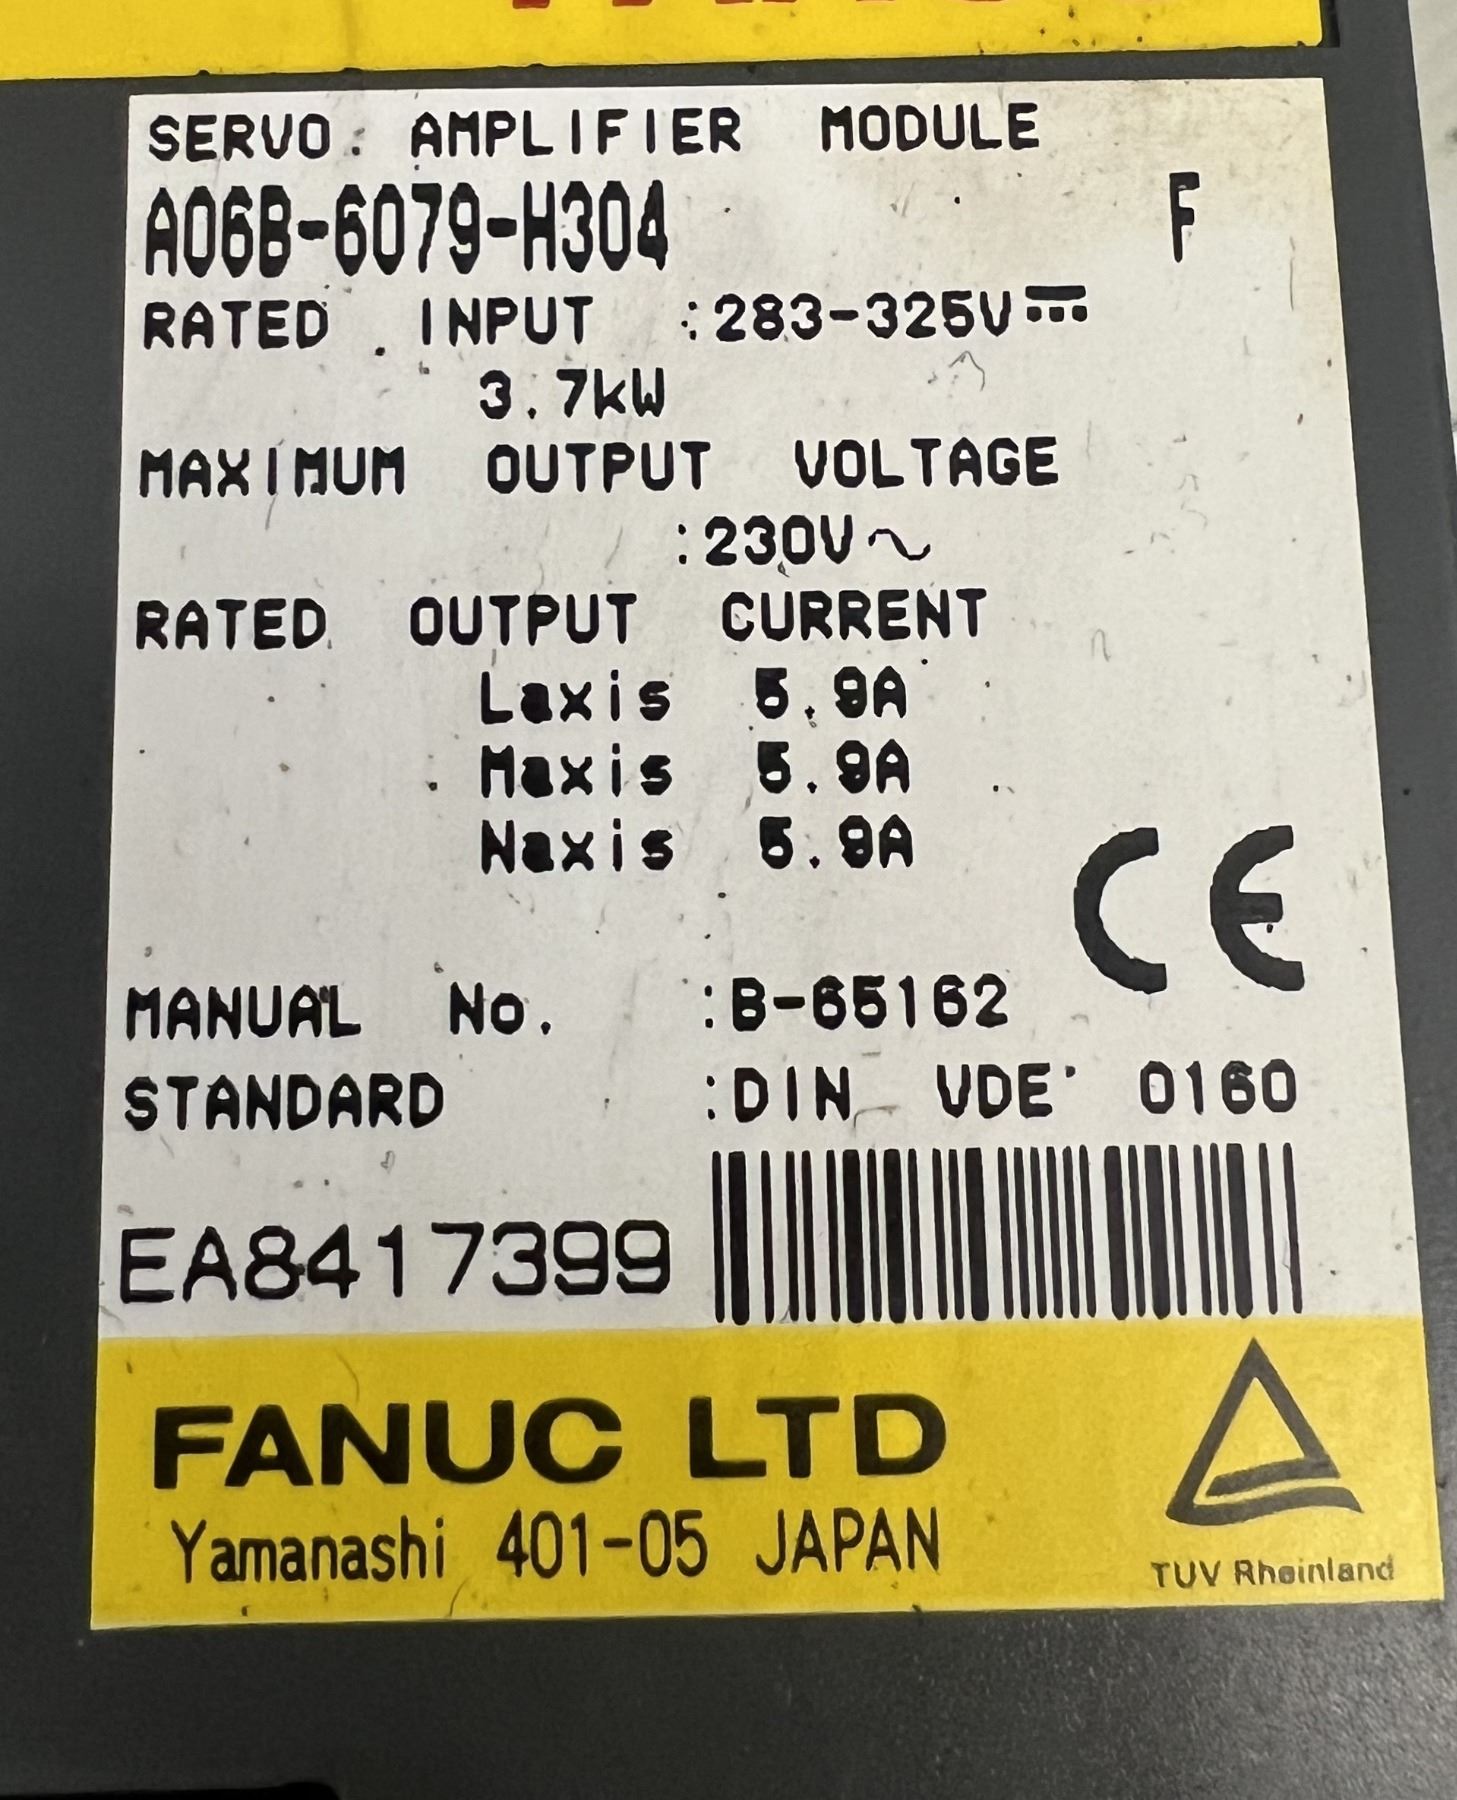 SERVO AMPLIFIER MODULE
A06B-6079-H304 F
RATED INPUT :283-325V⎓
3.7kW
MAXIMUM OUTPUT VOLTAGE
:230V~
RATED OUTPUT CURRENT
Laxis 5.9A
Maxis 5.9A
Naxis 5.9A
CE
MANUAL No. :B-65162
STANDARD :DIN VDE 0160
EA8417399
FANUC LTD
Yamanashi 401-05 JAPAN
TUV Rheinland